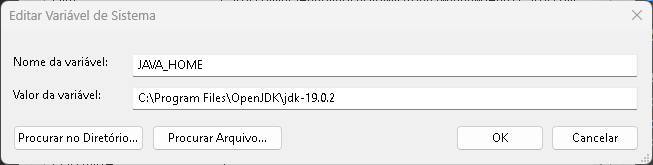 Editar Variável de Sistema
Nome da variável: JAVA_HOME
Valor da variável: C:\Program Files\OpenJDK\jdk-19.0.2
Procurar no Diretório... Procurar Arquivo... OK Cancelar